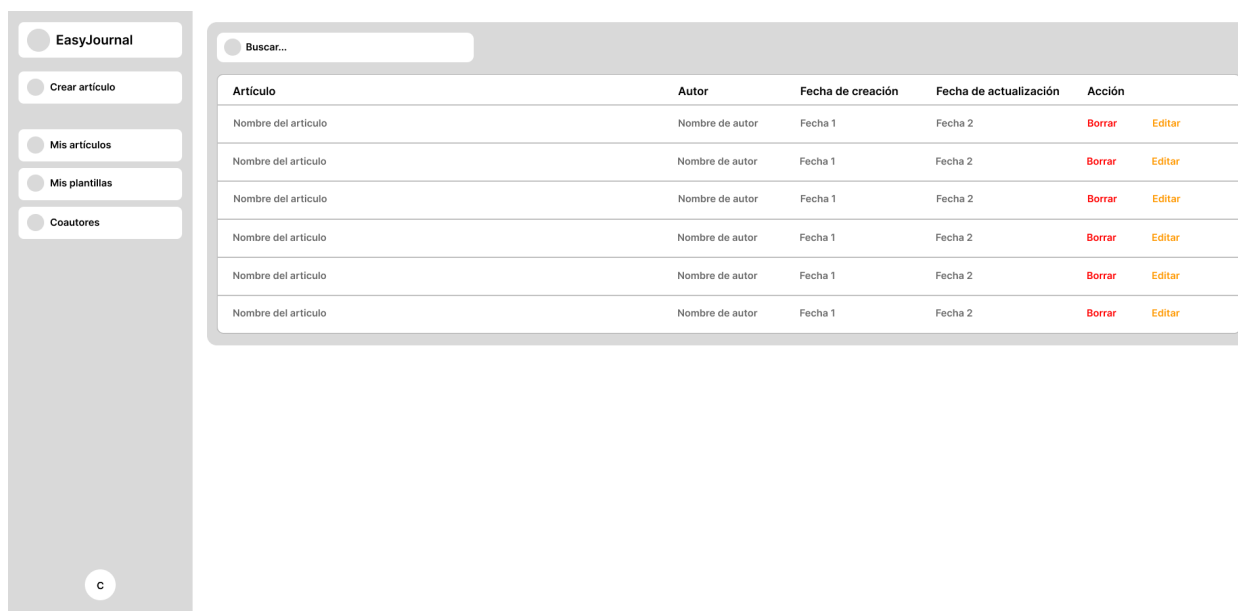 EasyJournal
Crear artículo
Mis artículos
Mis plantillas
Coautores
C
Buscar...
Artículo Autor Fecha de creación Fecha de actualización Acción
Nombre del articulo Nombre de autor Fecha 1 Fecha 2 Borrar Editar
Nombre del articulo Nombre de autor Fecha 1 Fecha 2 Borrar Editar
Nombre del articulo Nombre de autor Fecha 1 Fecha 2 Borrar Editar
Nombre del articulo Nombre de autor Fecha 1 Fecha 2 Borrar Editar
Nombre del articulo Nombre de autor Fecha 1 Fecha 2 Borrar Editar
Nombre del articulo Nombre de autor Fecha 1 Fecha 2 Borrar Editar